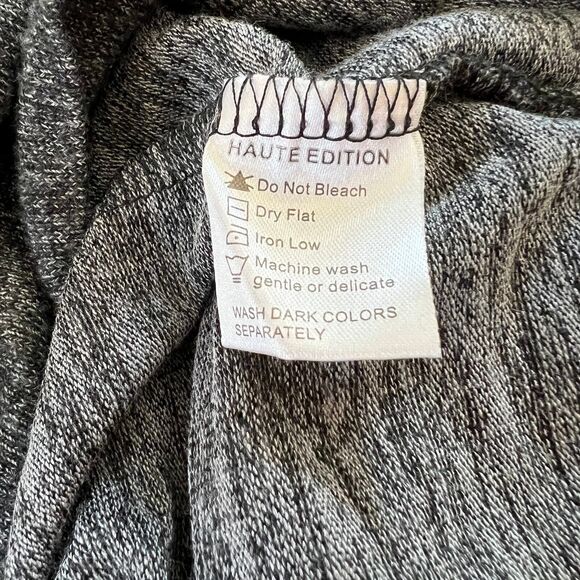 HAUTE EDITION
Do Not Bleach
Dry Flat
Iron Low
Machine wash
gentle or delicate
WASH DARK COLORS
SEPARATELY